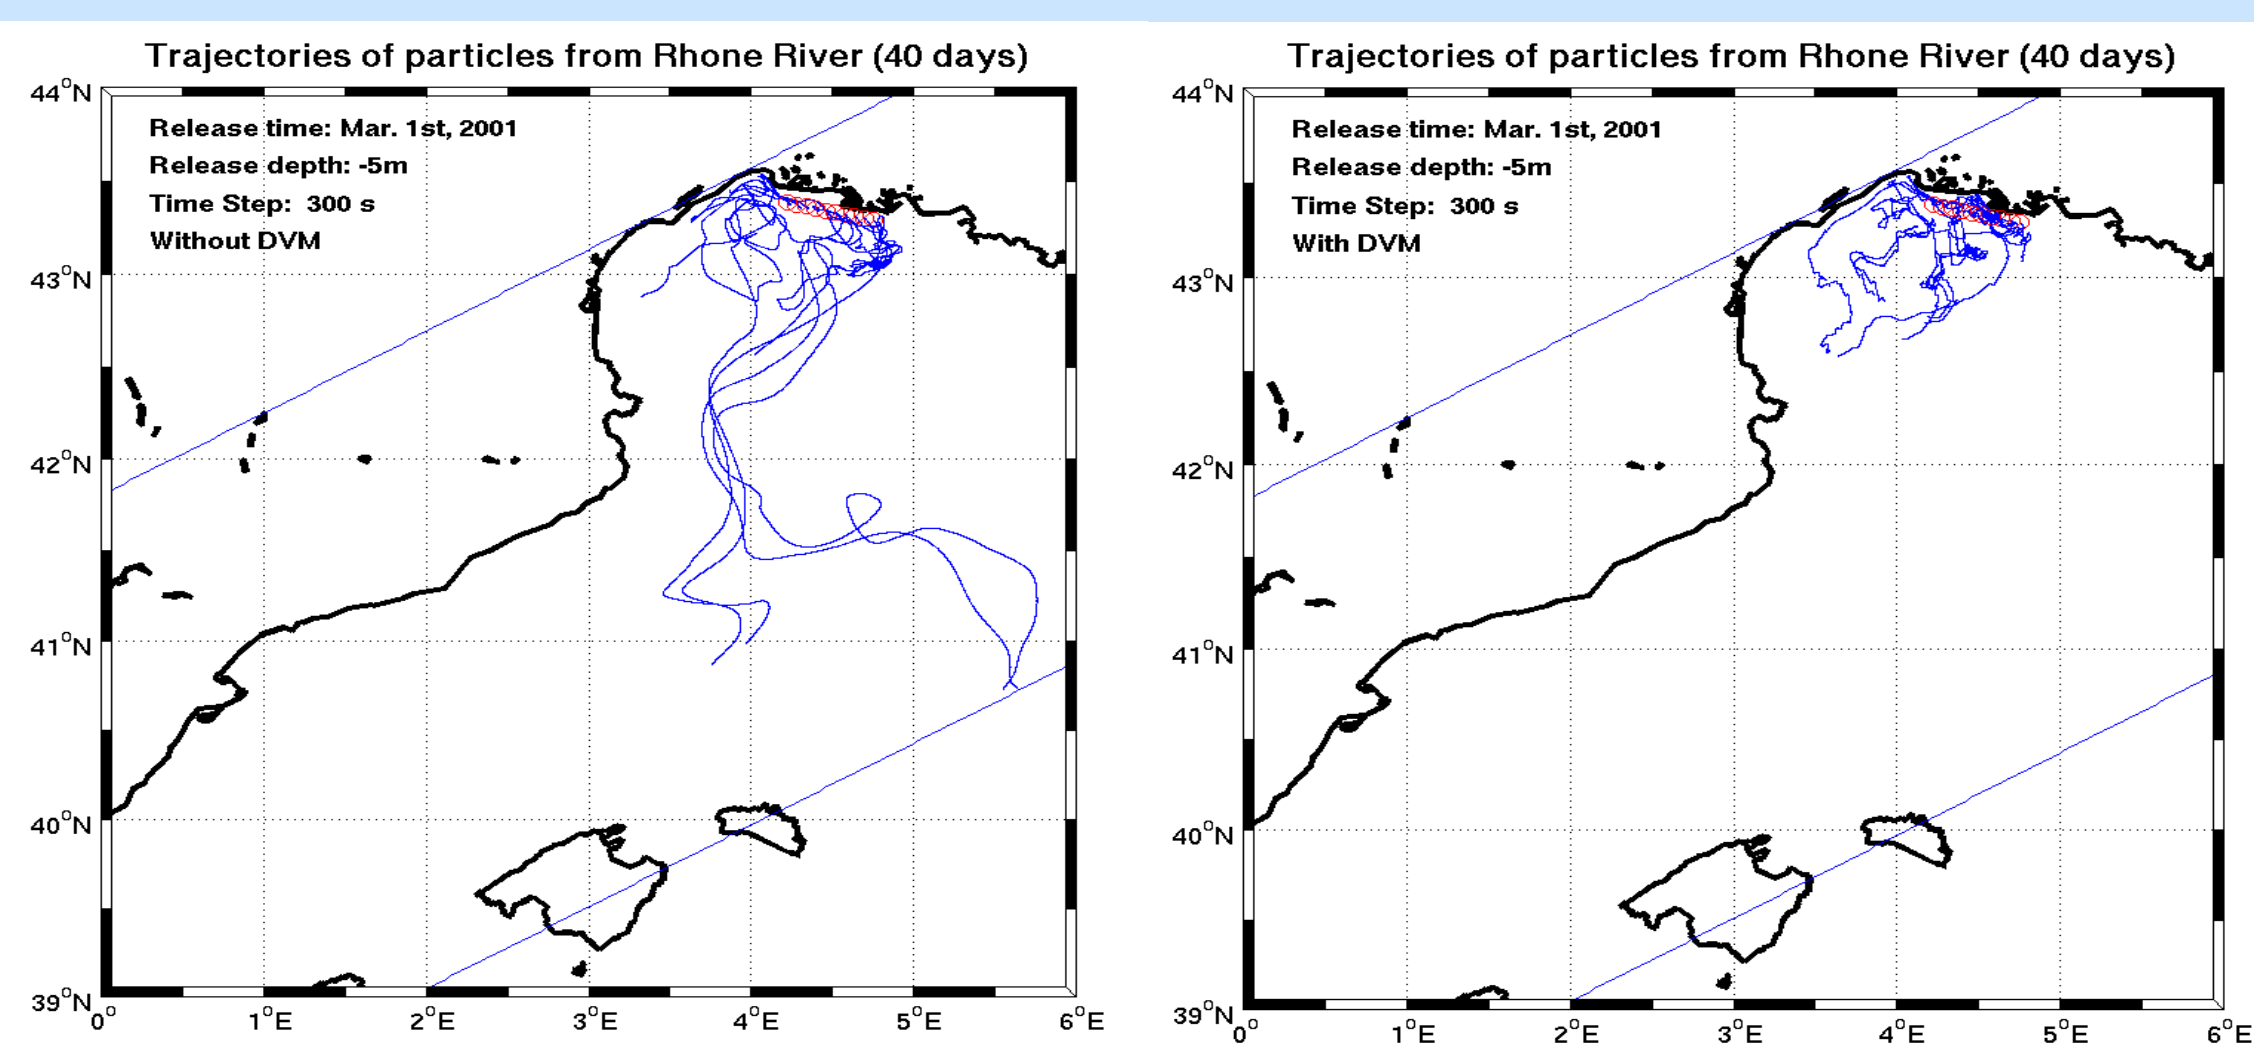 Trajectories of particles from Rhone River (40 days)
44°N
Release time: Mar. 1st, 2001
Release depth: -5m
Time Step: 300 s
Without DVM
43°N
42°N
41°N
40°N
39°N
0°
1°E
2°E
3°E
4°E
5°E
6°E
Trajectories of particles from Rhone River (40 days)
44°N
Release time: Mar. 1st, 2001
Release depth: -5m
Time Step: 300 s
With DVM
43°N
42°N
41°N
40°N
39°N
0°
1°E
2°E
3°E
4°E
5°E
6°E